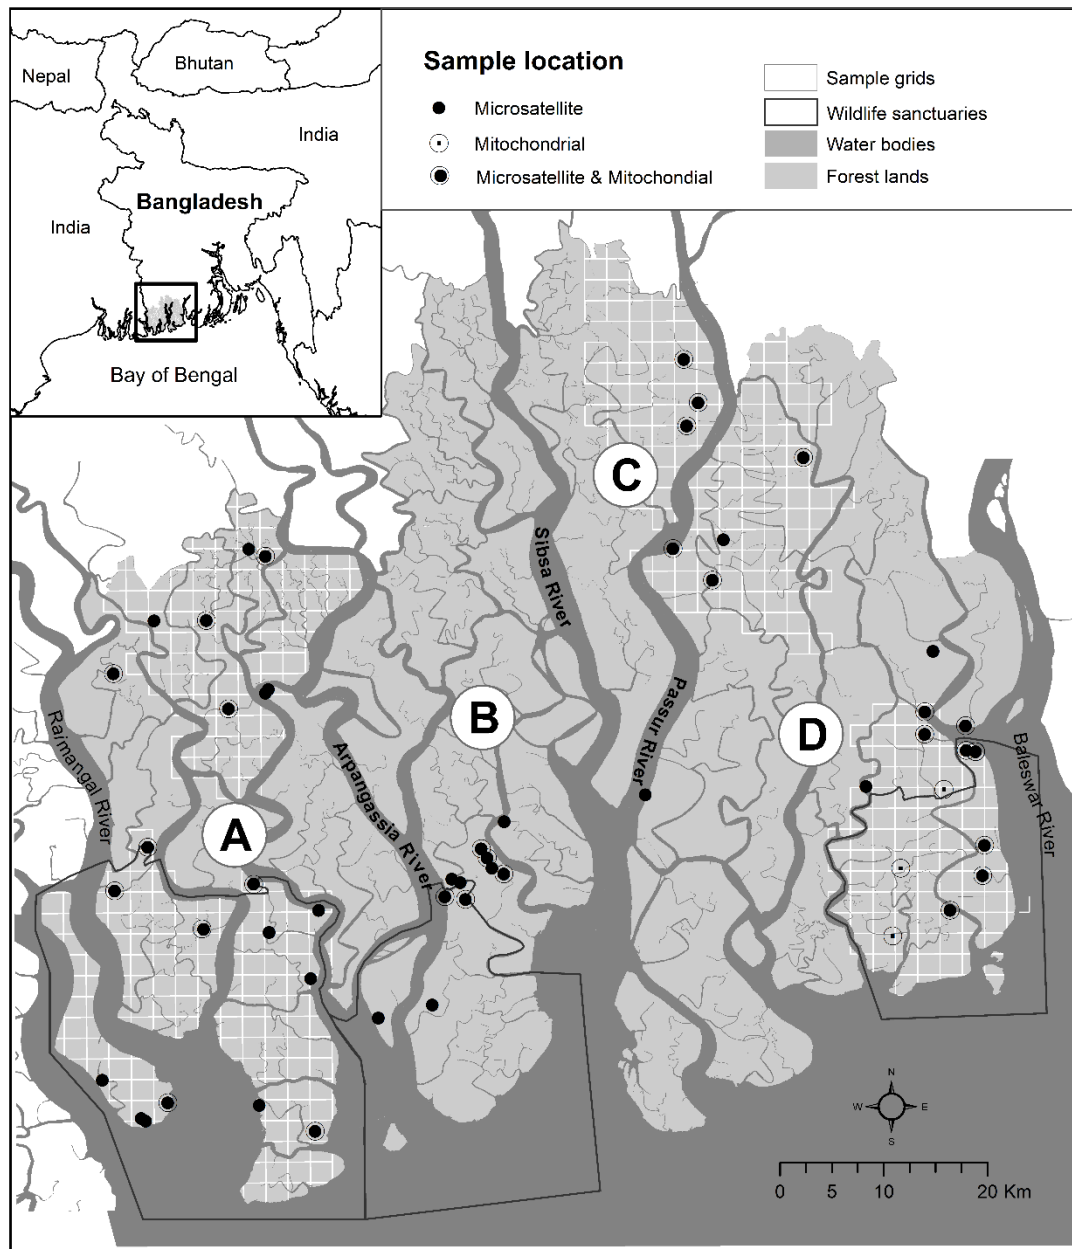 Nepal
Bhutan
India
Bangladesh
India
Bay of Bengal
Sample location
Microsatellite
Mitochondrial
Microsatellite & Mitochondial
Sample grids
Wildlife sanctuaries
Water bodies
Forest lands
C
Sibsa River
B
Passur River
D
Raimangal River
Arpangassia River
Baleswar River
A
N
W
E
S
0 5 10 20 Km